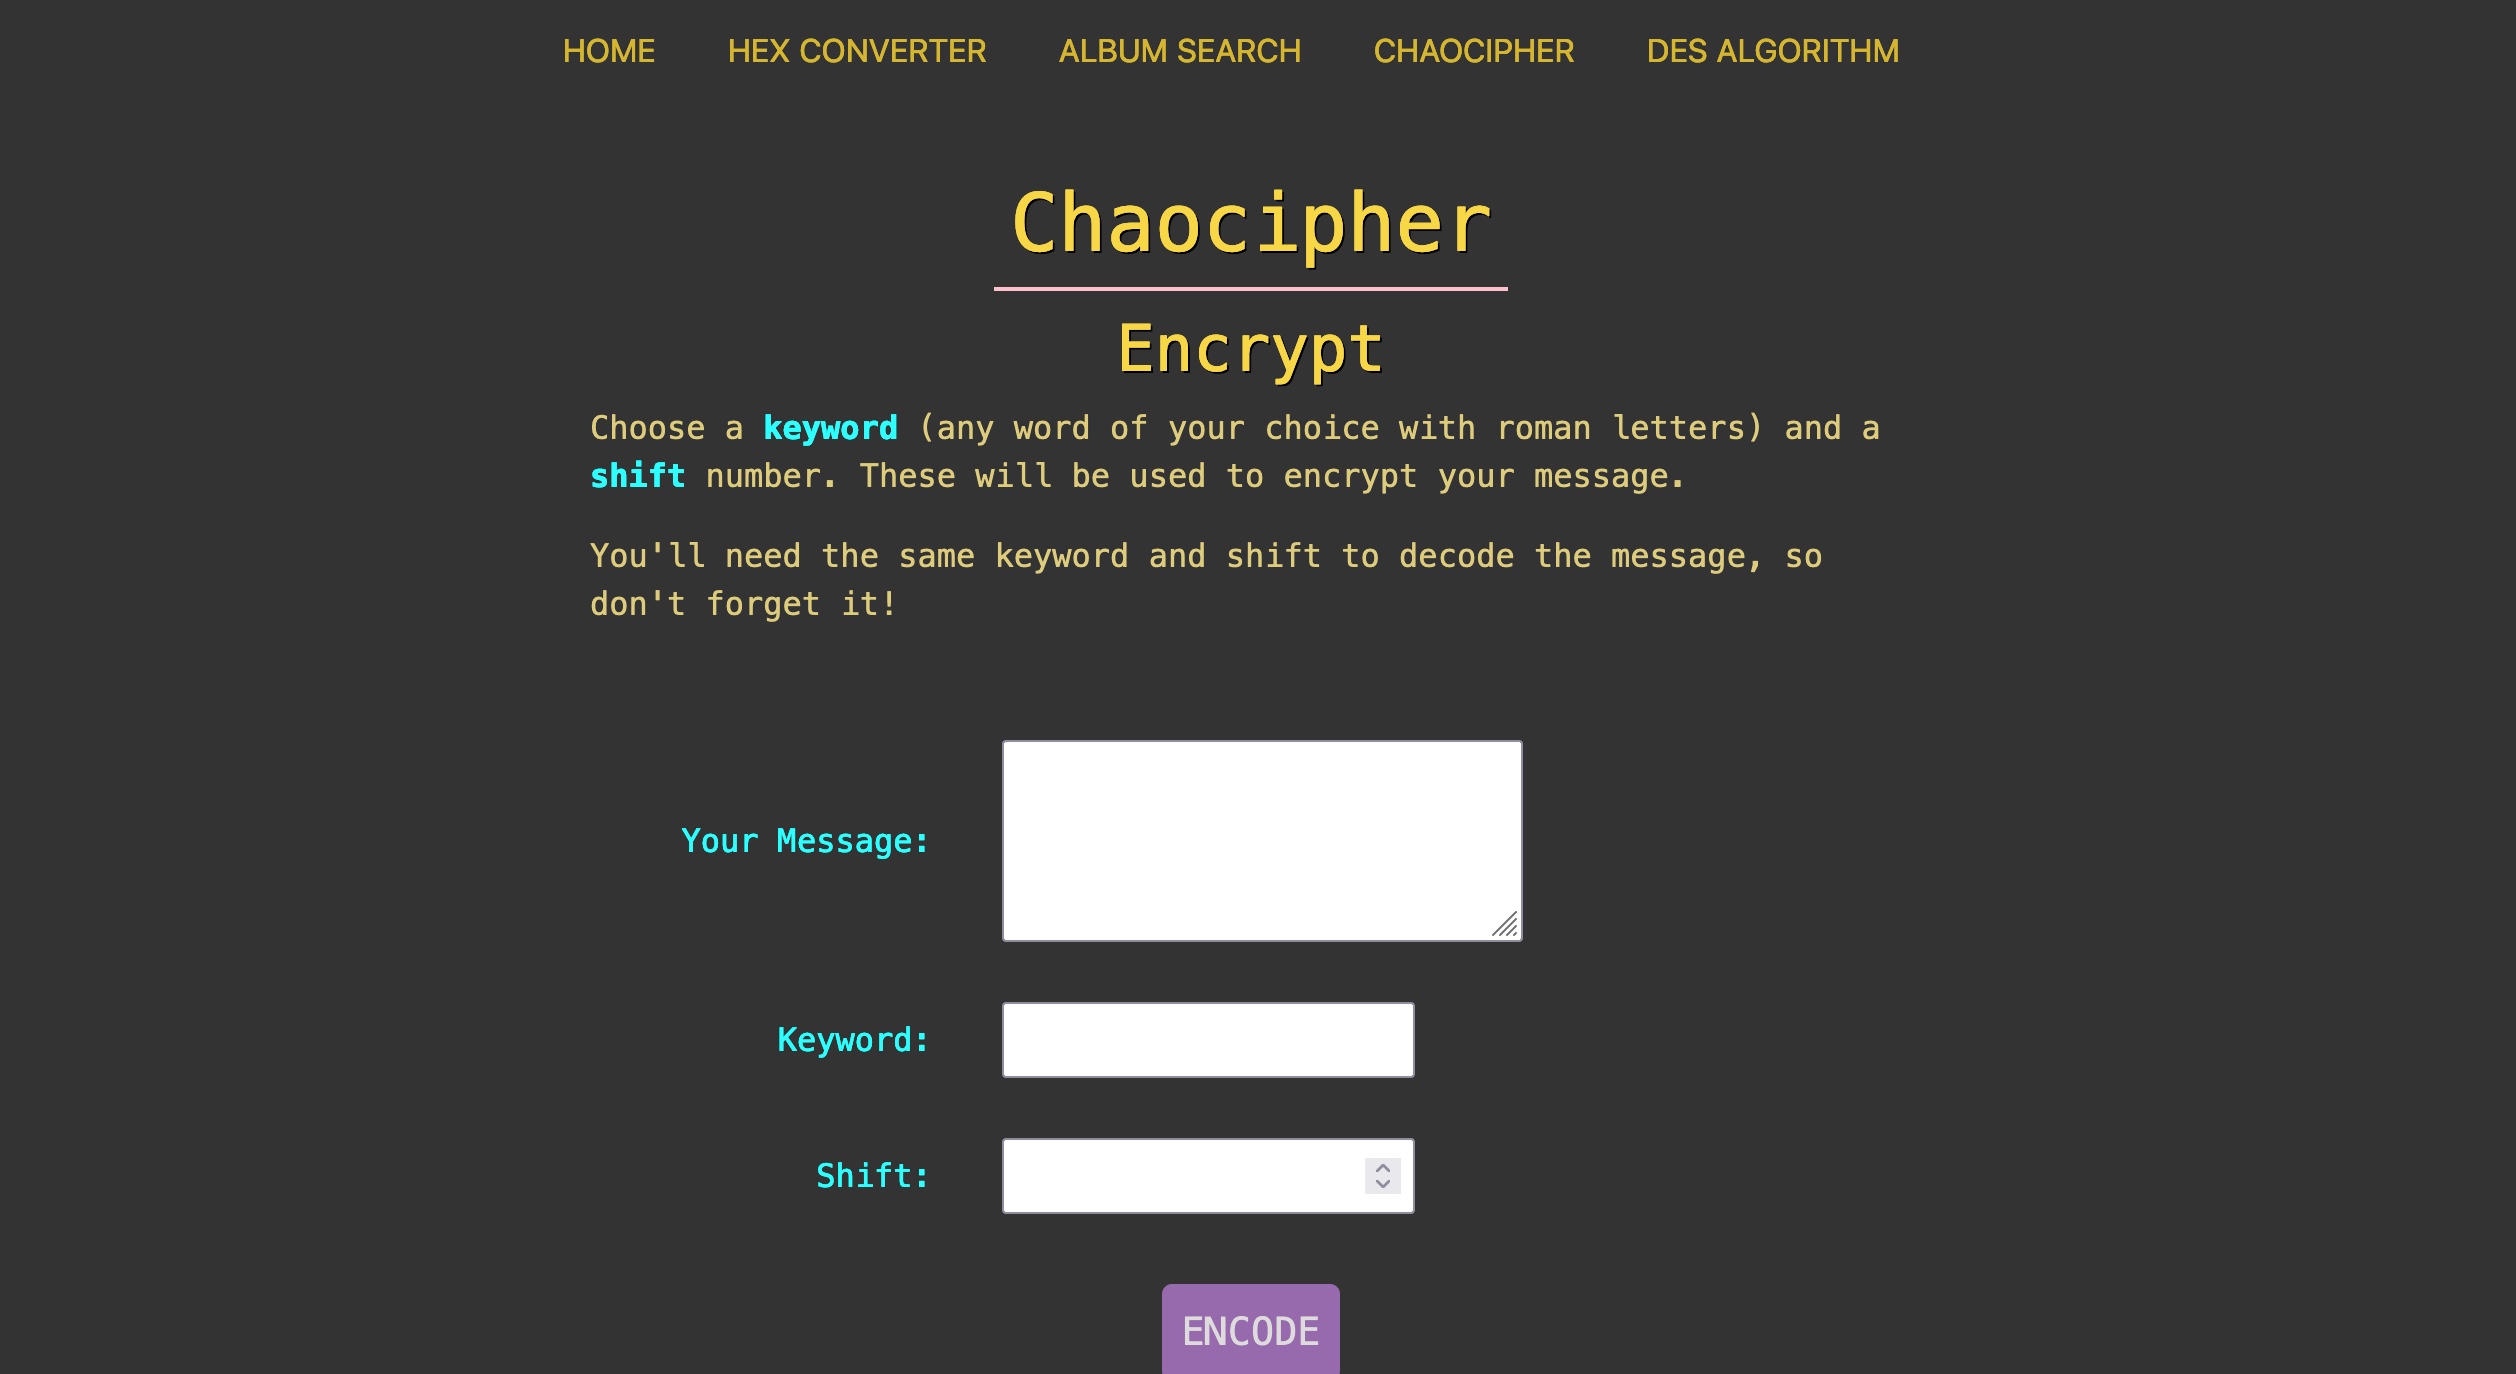 HOME HEX CONVERTER ALBUM SEARCH CHAOCIPHER DES ALGORITHM
Chaocipher
Encrypt
Choose a keyword (any word of your choice with roman letters) and a
shift number. These will be used to encrypt your message.
You'll need the same keyword and shift to decode the message, so
don't forget it!
Your Message:
Keyword:
Shift:
ENCODE